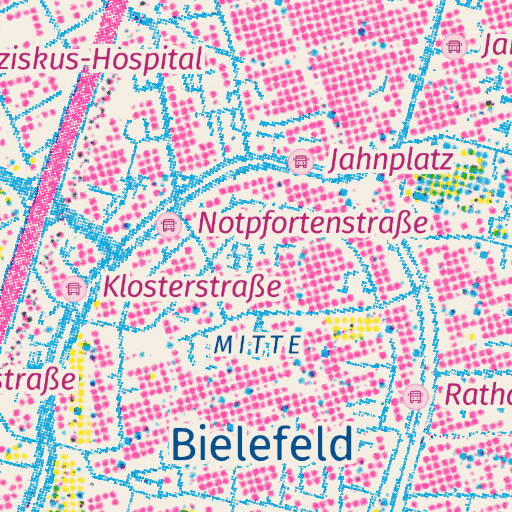 ziskus-Hospital
Ja
Jahnplatz
Notpfortenstraße
Klosterstraße
MITTE
straße
Ratha
Bielefeld